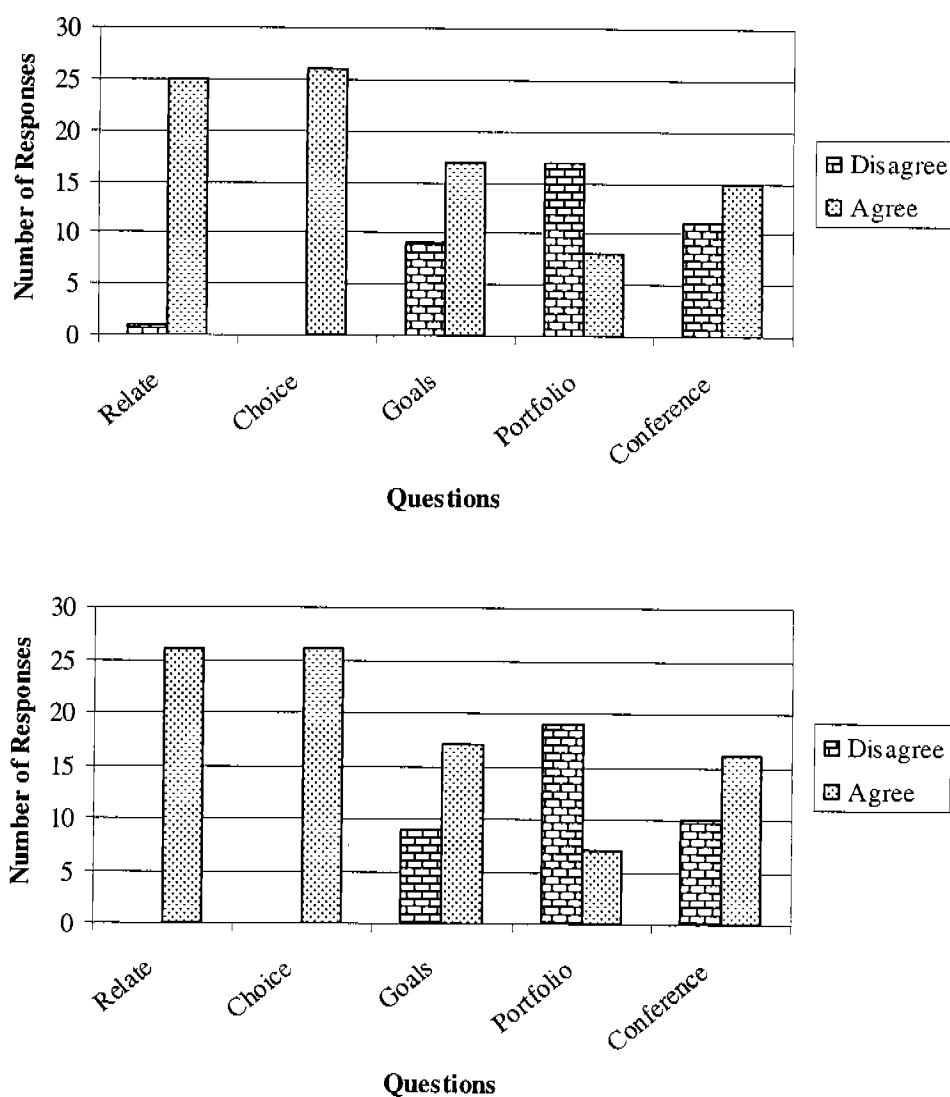 30
25
20
15
10
5
0
Number of Responses
Relate
Choice
Goals
Portfolio
Conference
Questions
Disagree
Agree
30
25
20
15
10
5
0
Number of Responses
Relate
Choice
Goals
Portfolio
Conference
Questions
Disagree
Agree